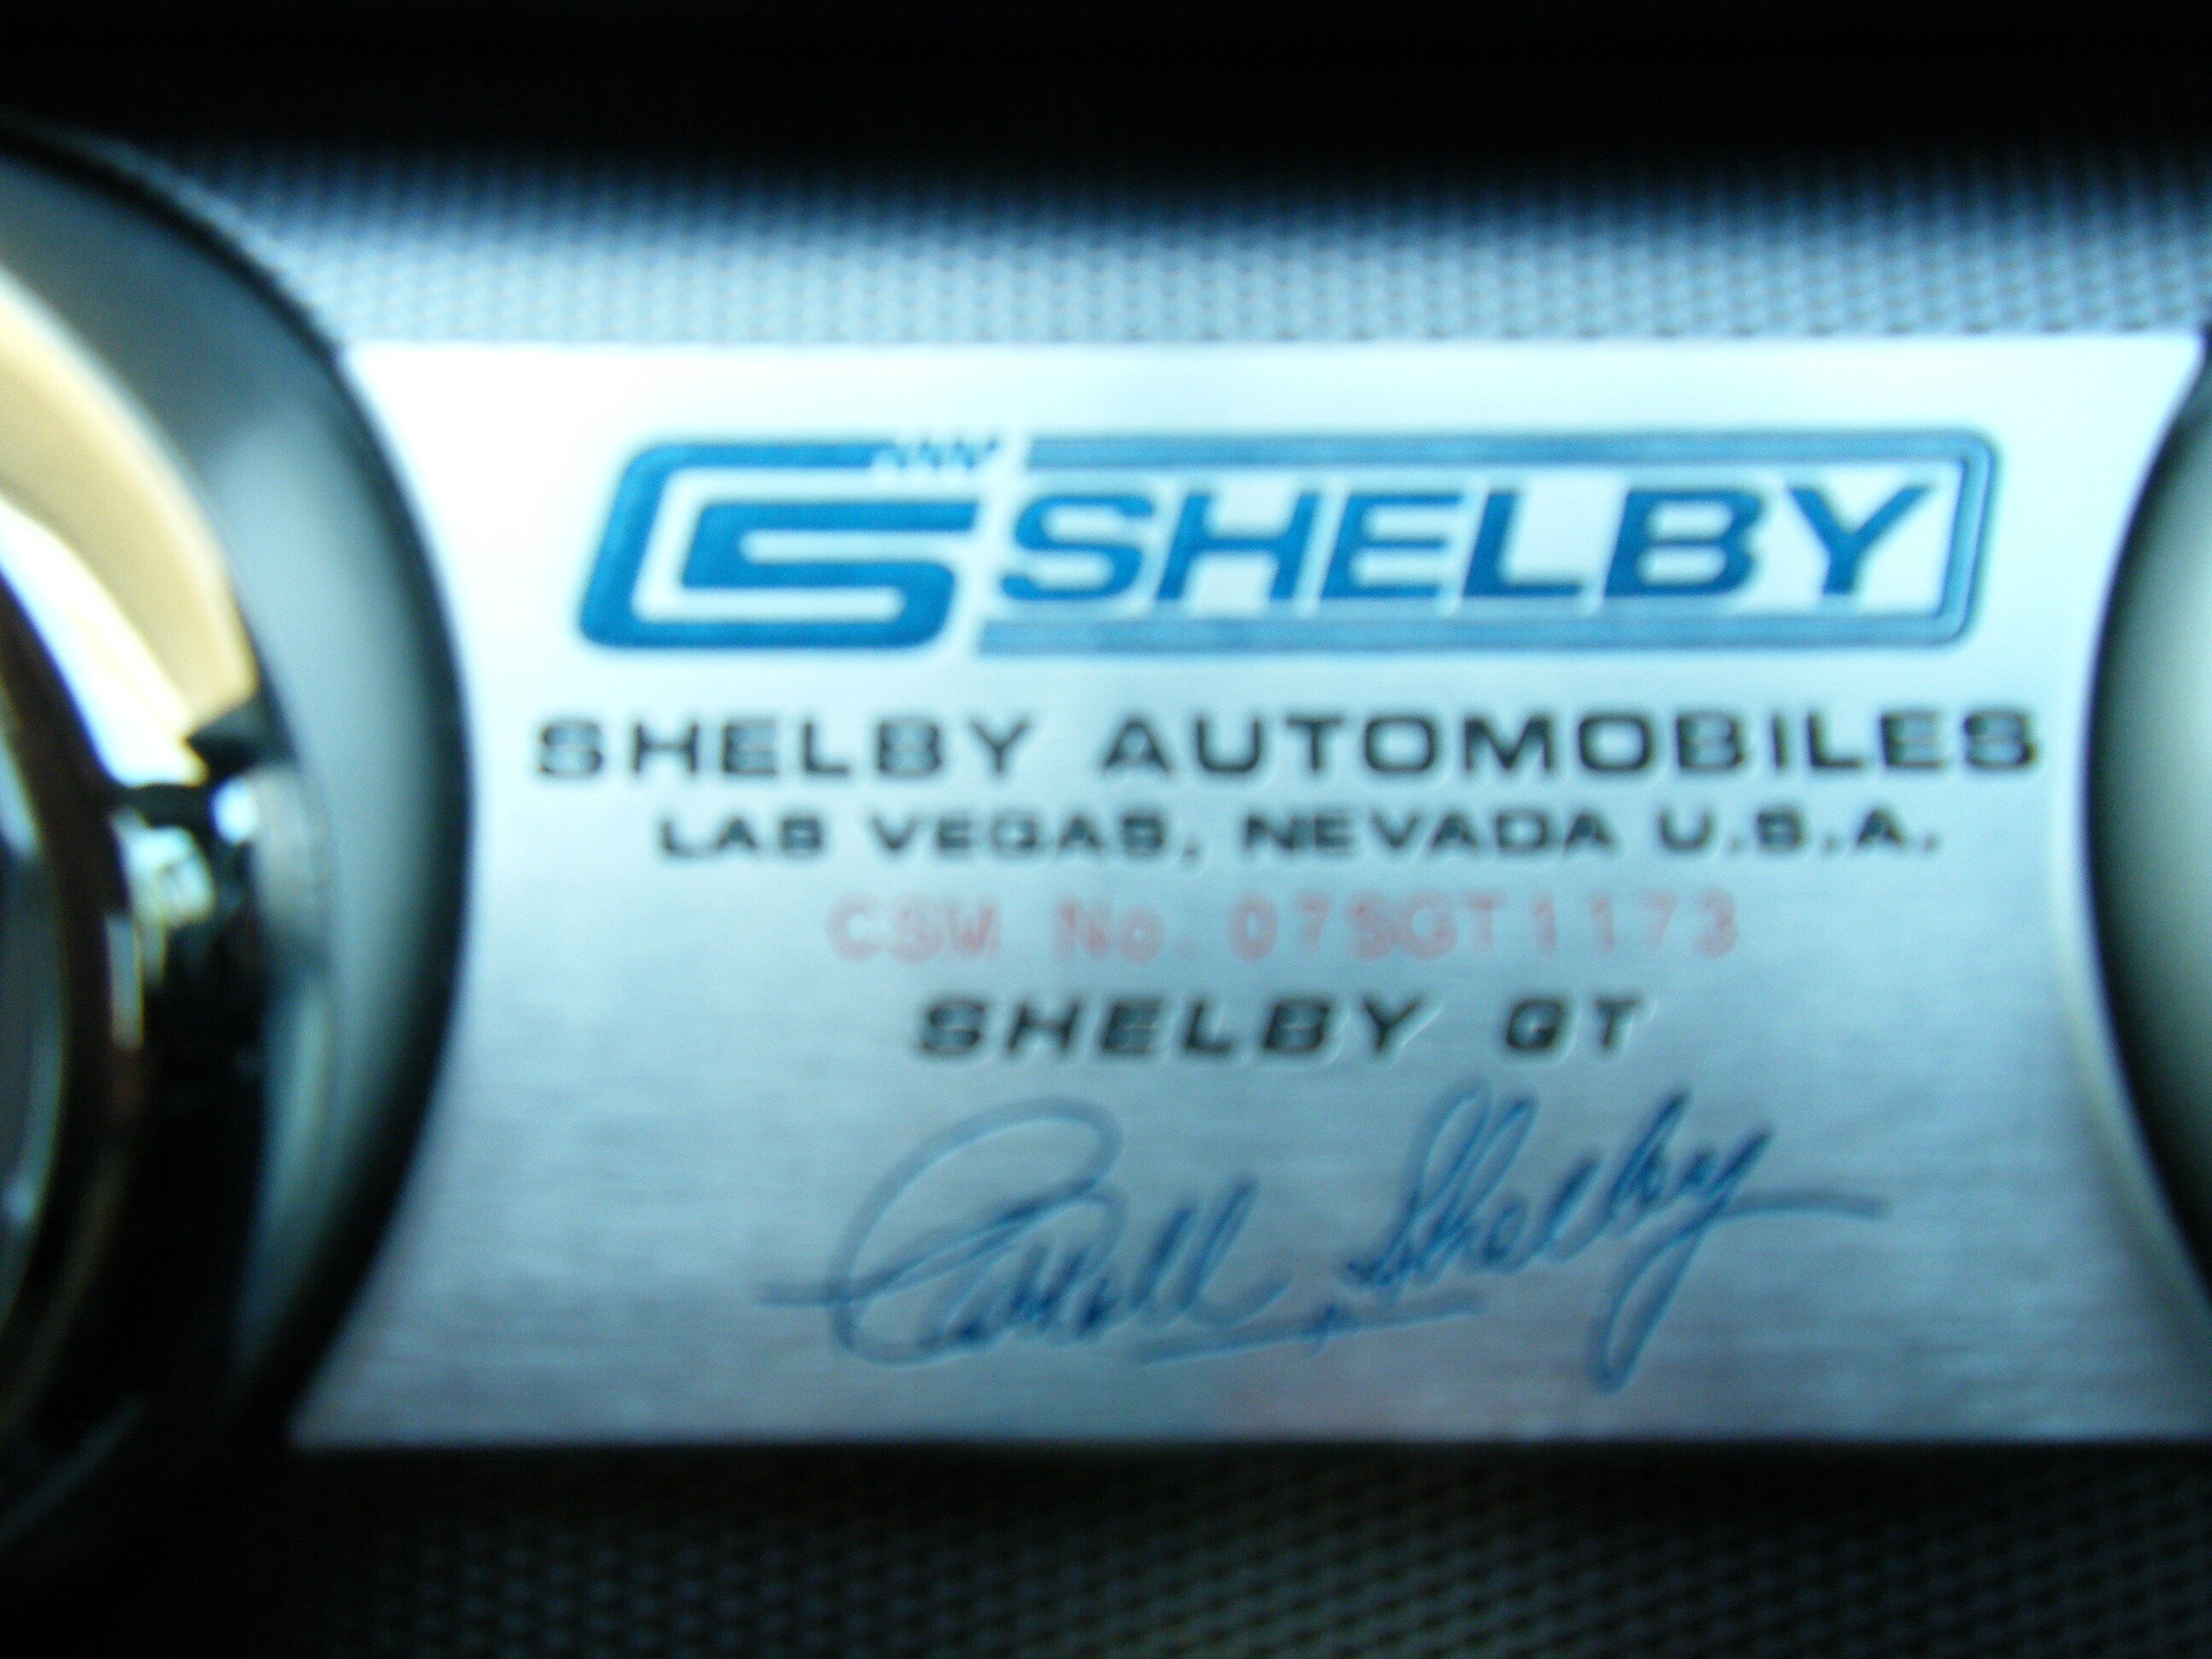 CS SHELBY
SHELBY AUTOMOBILES
LAS VEGAS, NEVADA U.S.A.
CSM No. 07SGT1173
SHELBY GT
Carroll Shelby